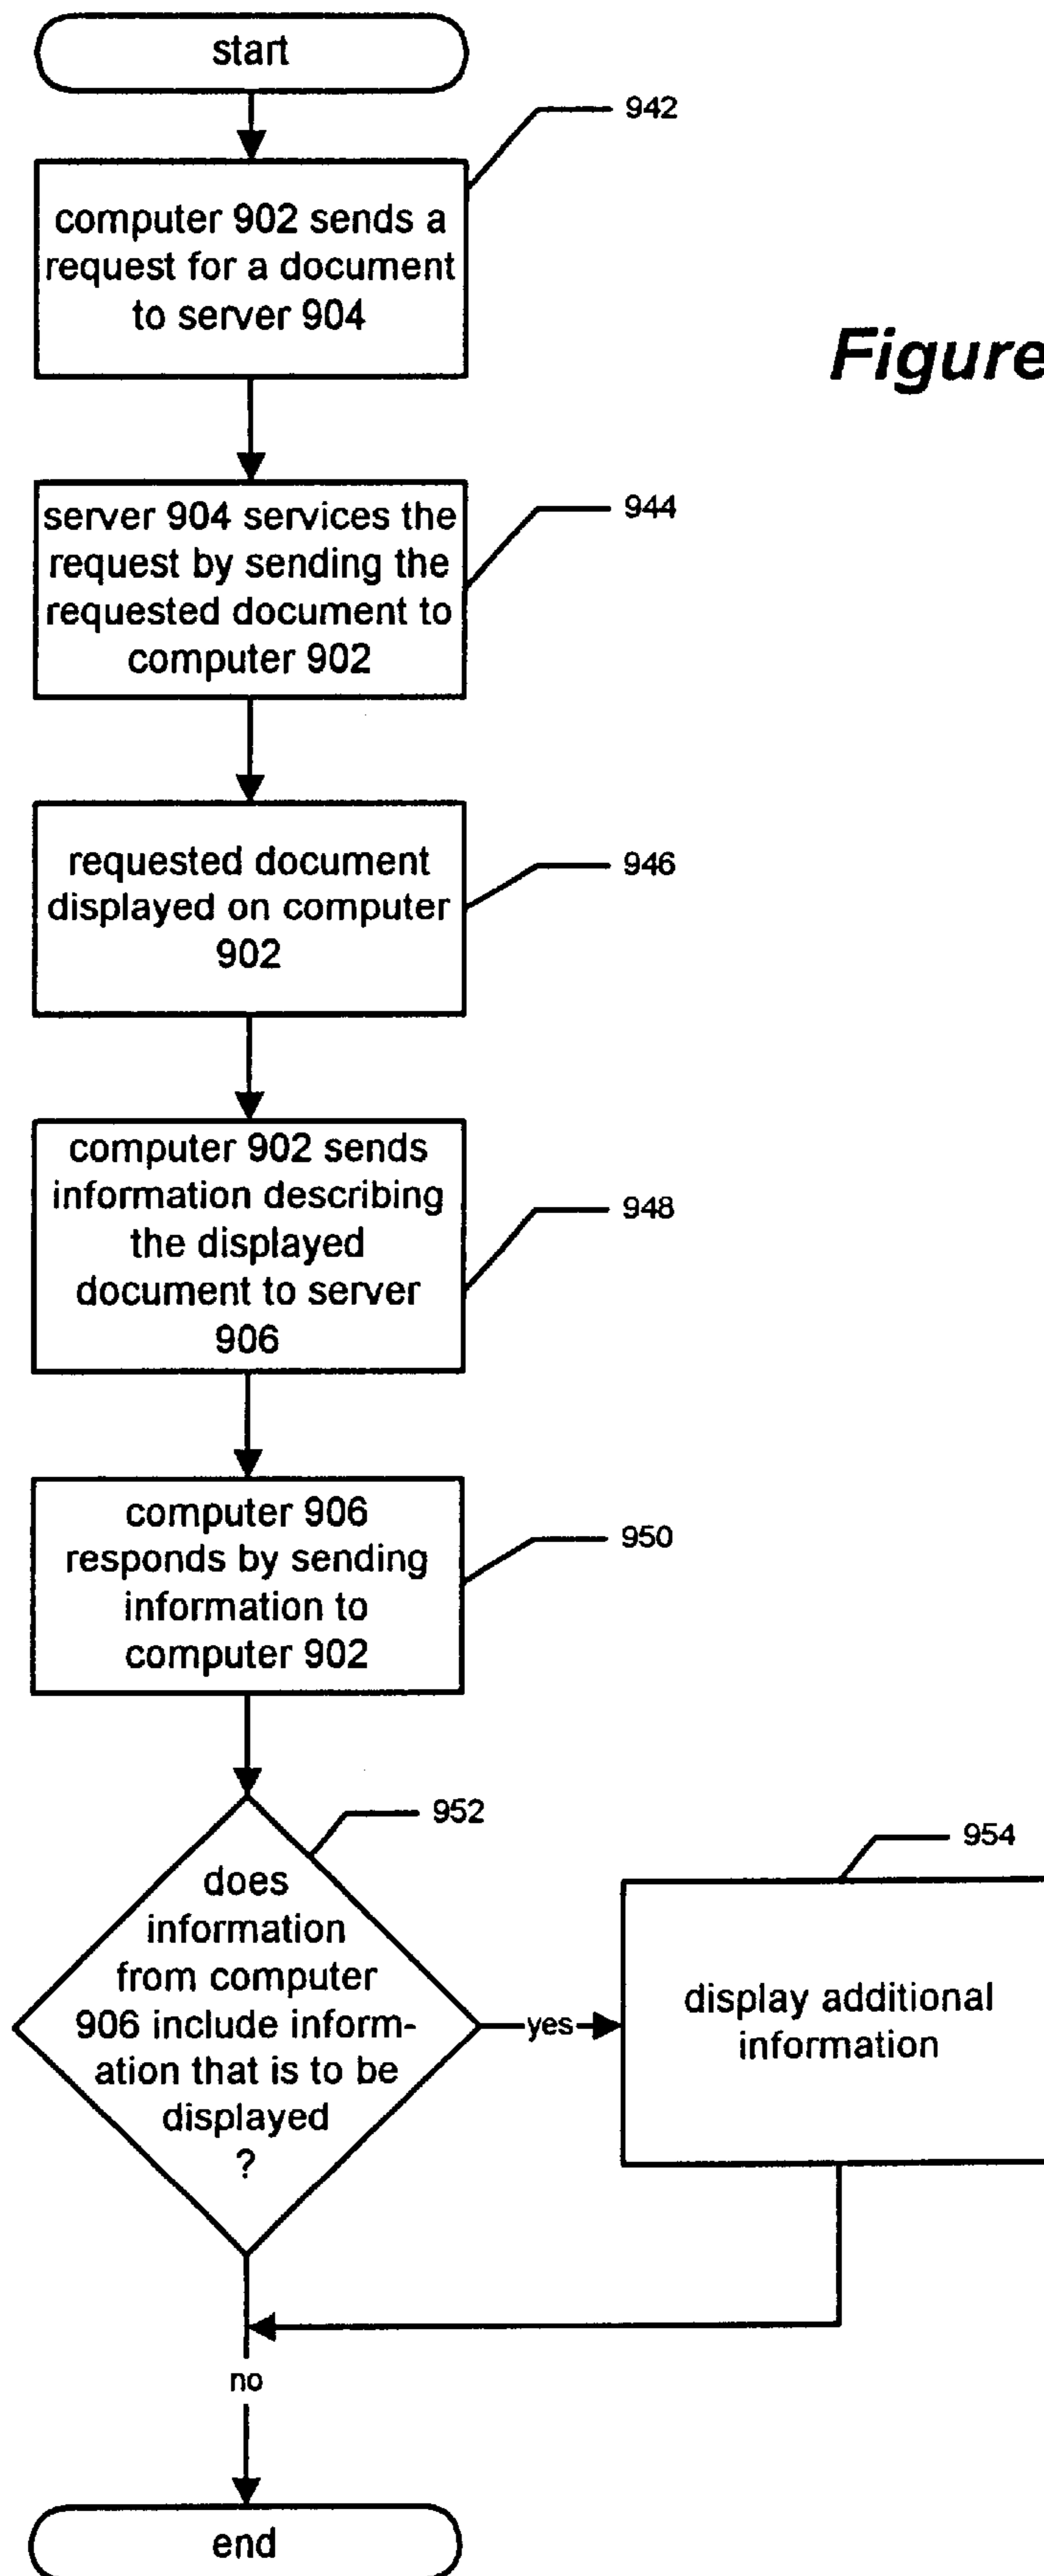 start
942
computer 902 sends a
request for a document
to server 904
Figure
server 904 services the
request by sending the
requested document to
computer 902
944
requested document
displayed on computer
902
946
computer 902 sends
information describing
the displayed
document to server
906
948
computer 906
responds by sending
information to
computer 902
950
952
does
information
from computer
906 include inform-
ation that is to be
displayed
?
yes
954
display additional
information
no
end